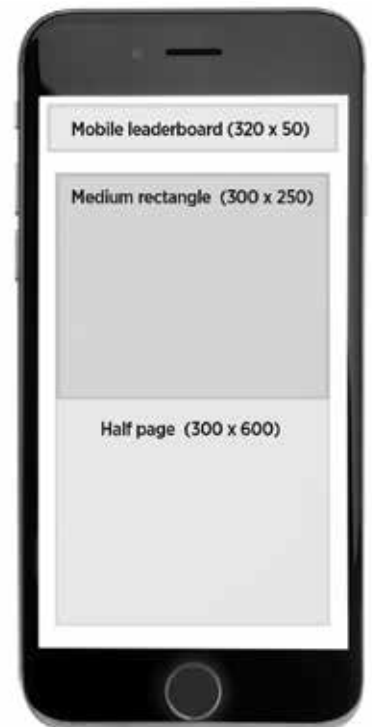 Mobile leaderboard (320 x 50)
Medium rectangle (300 x 250)
Half page (300 x 600)